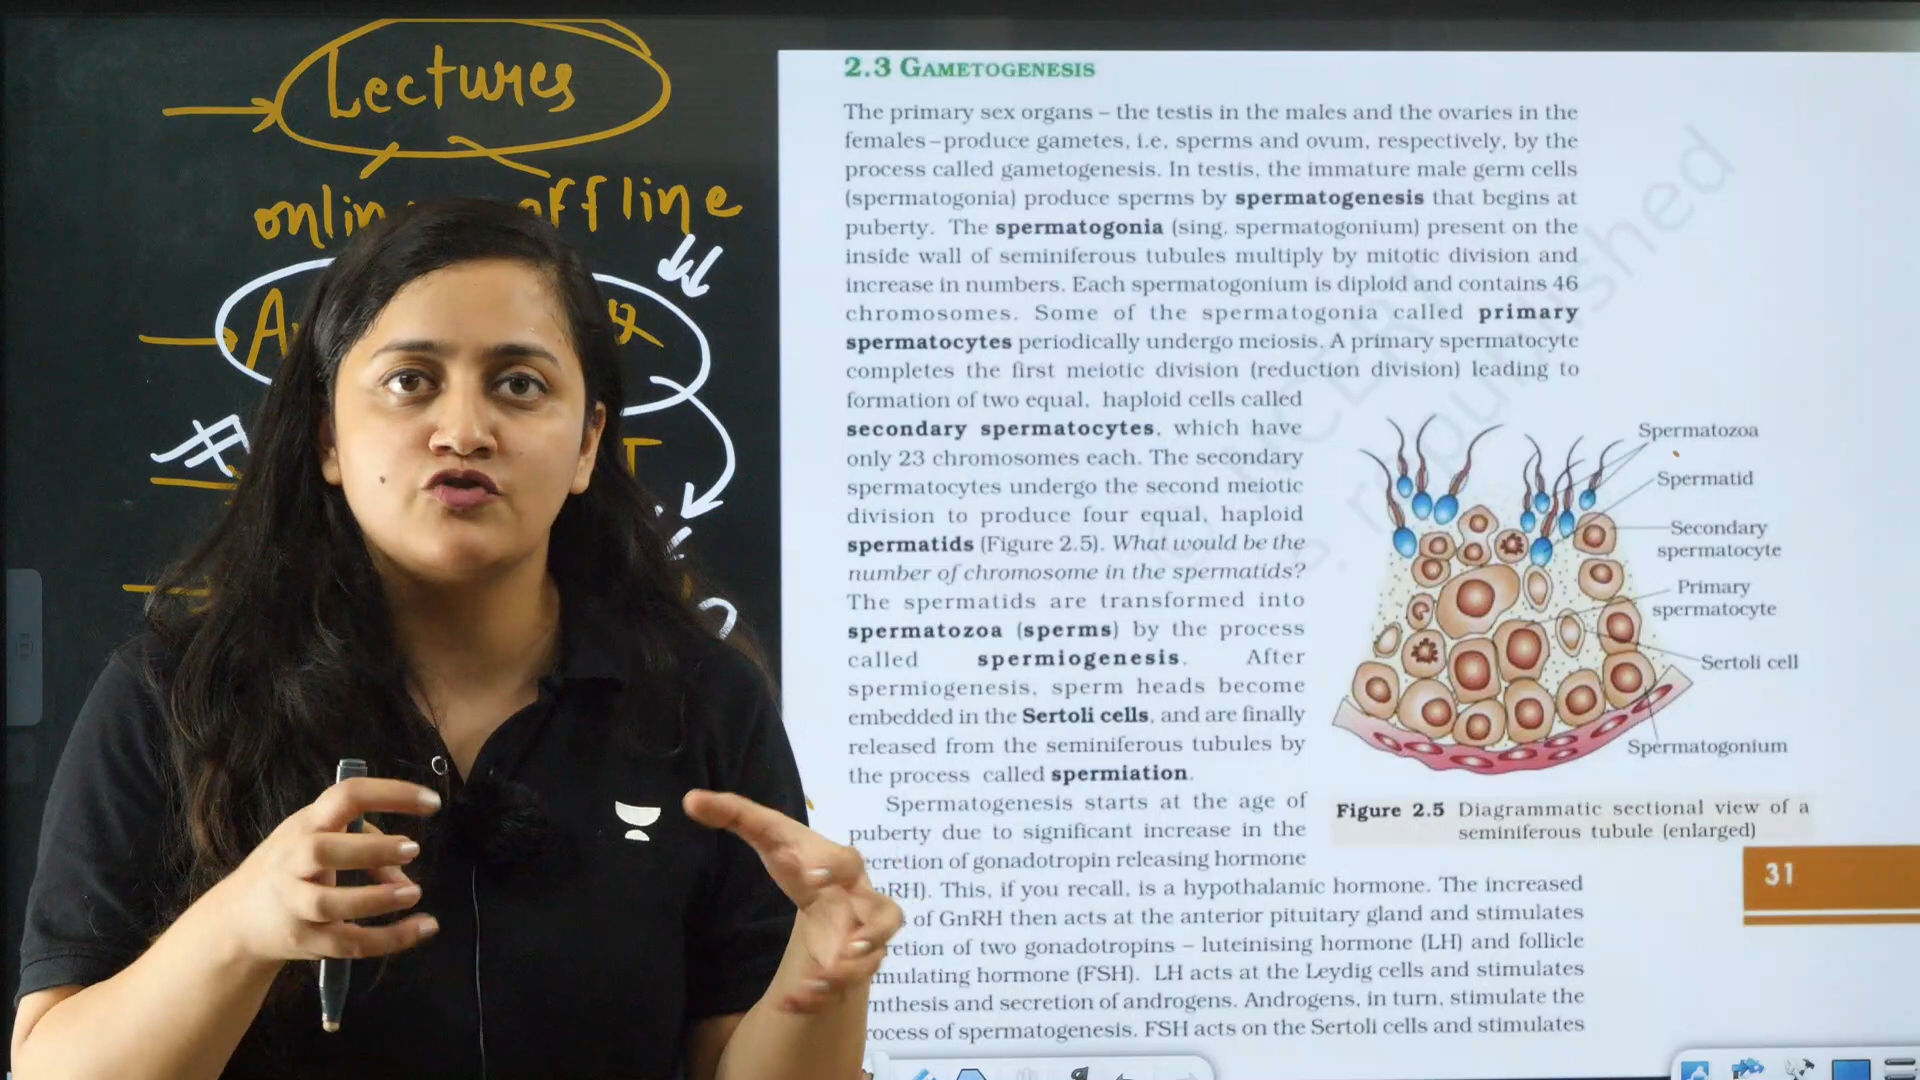 Lectures
online offline
2.3 GAMETOGENESIS
The primary sex organs – the testis in the males and the ovaries in the
females – produce gametes, i.e, sperms and ovum, respectively, by the
process called gametogenesis. In testis, the immature male germ cells
(spermatogonia) produce sperms by spermatogenesis that begins at
puberty. The spermatogonia (sing. spermatogonium) present on the
inside wall of seminiferous tubules multiply by mitotic division and
increase in numbers. Each spermatogonium is diploid and contains 46
chromosomes. Some of the spermatogonia called primary
spermatocytes periodically undergo meiosis. A primary spermatocyte
completes the first meiotic division (reduction division) leading to
formation of two equal, haploid cells called
secondary spermatocytes, which have
only 23 chromosomes each. The secondary
spermatocytes undergo the second meiotic
division to produce four equal, haploid
spermatids (Figure 2.5). What would be the
number of chromosome in the spermatids?
The spermatids are transformed into
spermatozoa (sperms) by the process
called spermiogenesis. After
spermiogenesis, sperm heads become
embedded in the Sertoli cells, and are finally
released from the seminiferous tubules by
the process called spermiation.
Spermatogenesis starts at the age of
puberty due to significant increase in the
ecretion of gonadotropin releasing hormone
nRH). This, if you recall, is a hypothalamic hormone. The increased
of GnRH then acts at the anterior pituitary gland and stimulates
retion of two gonadotropins – luteinising hormone (LH) and follicle
mulating hormone (FSH). LH acts at the Leydig cells and stimulates
nthesis and secretion of androgens. Androgens, in turn, stimulate the
rocess of spermatogenesis. FSH acts on the Sertoli cells and stimulates
Spermatozoa
Spermatid
Secondary
spermatocyte
Primary
spermatocyte
Sertoli cell
Spermatogonium
Figure 2.5 Diagrammatic sectional view of a
seminiferous tubule (enlarged)
31
NCERT
republished